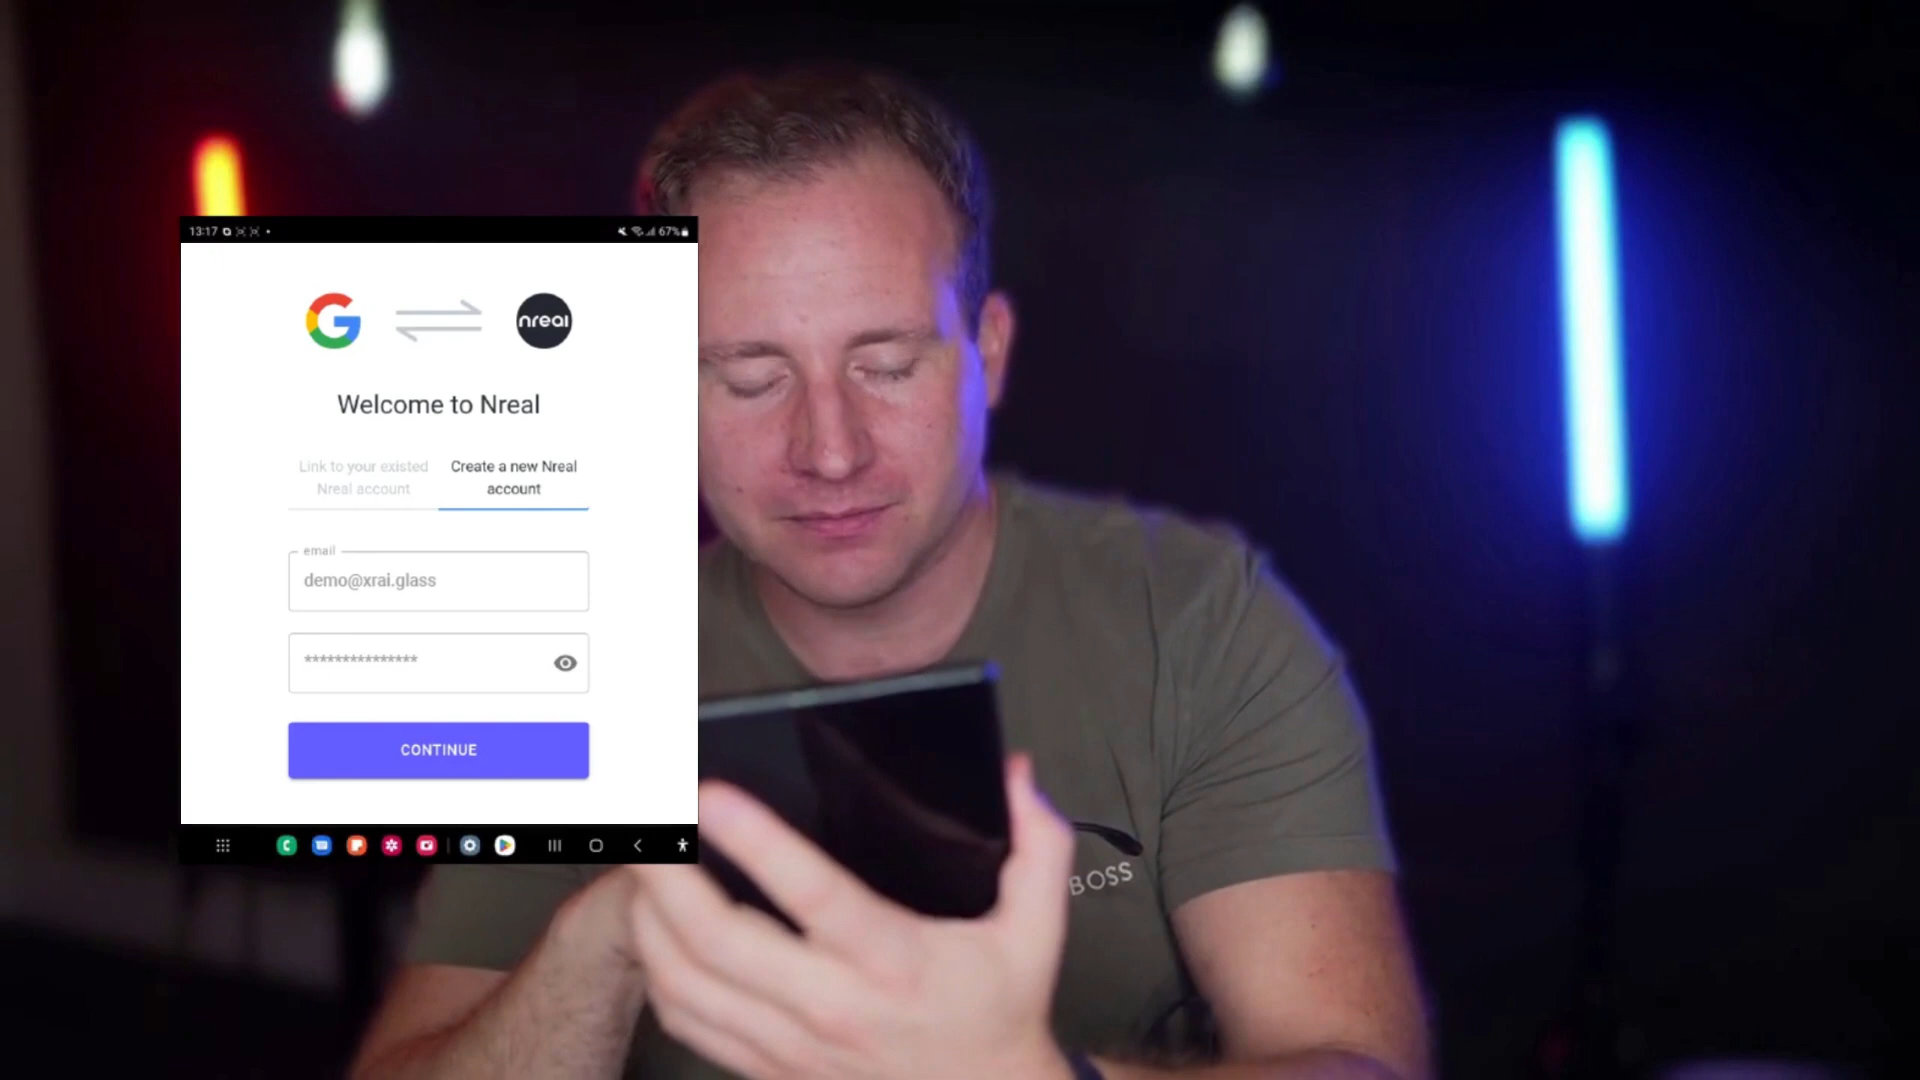 13:17
67%
G
nreal
Welcome to Nreal
Link to your existed
Nreal account
Create a new Nreal
account
email
demo@xrai.glass
***************
CONTINUE
BOSS